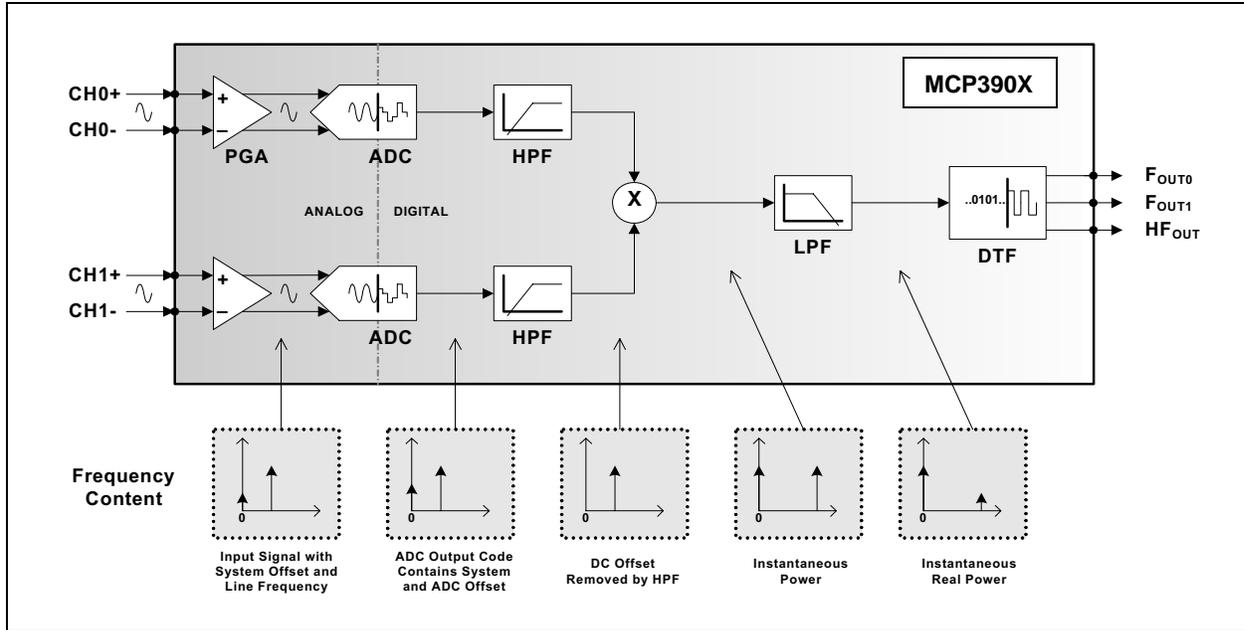 MCP390X
CH0+
CH0-
PGA
ADC
HPF
ANALOG
DIGITAL
X
LPF
..0101..
DTF
FOUT0
FOUT1
HFOUT
CH1+
CH1-
ADC
HPF
+
–
+
–
Frequency
Content
0
0
0
0
0
Input Signal with
System Offset and
Line Frequency
ADC Output Code
Contains System
and ADC Offset
DC Offset
Removed by HPF
Instantaneous
Power
Instantaneous
Real Power